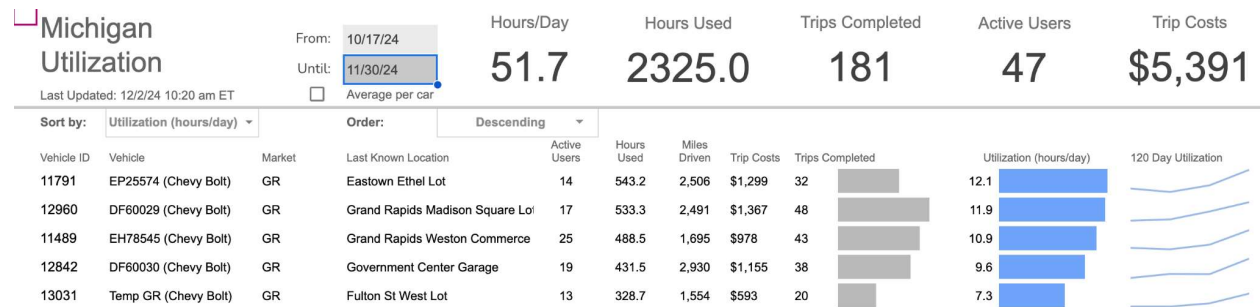 Michigan
Utilization
Last Updated: 12/2/24 10:20 am ET
From: 10/17/24
Until: 11/30/24
Average per car
Hours/Day
51.7
Hours Used
2325.0
Trips Completed
181
Active Users
47
Trip Costs
$5,391
Sort by: Utilization (hours/day) Order: Descending
Vehicle ID Vehicle Market Last Known Location Active Users Hours Used Miles Driven Trip Costs Trips Completed Utilization (hours/day) 120 Day Utilization
11791 EP25574 (Chevy Bolt) GR Eastown Ethel Lot 14 543.2 2,506 $1,299 32 12.1
12960 DF60029 (Chevy Bolt) GR Grand Rapids Madison Square Lot 17 533.3 2,491 $1,367 48 11.9
11489 EH78545 (Chevy Bolt) GR Grand Rapids Weston Commerce 25 488.5 1,695 $978 43 10.9
12842 DF60030 (Chevy Bolt) GR Government Center Garage 19 431.5 2,930 $1,155 38 9.6
13031 Temp GR (Chevy Bolt) GR Fulton St West Lot 13 328.7 1,554 $593 20 7.3